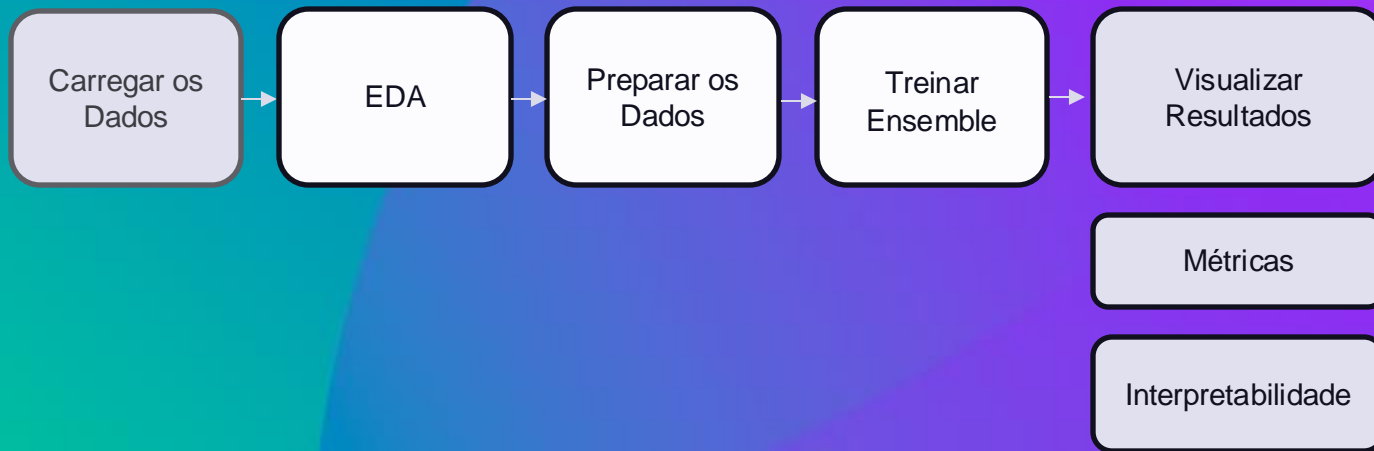 Carregar os
Dados
EDA
Preparar os
Dados
Treinar
Ensemble
Visualizar
Resultados
Métricas
Interpretabilidade